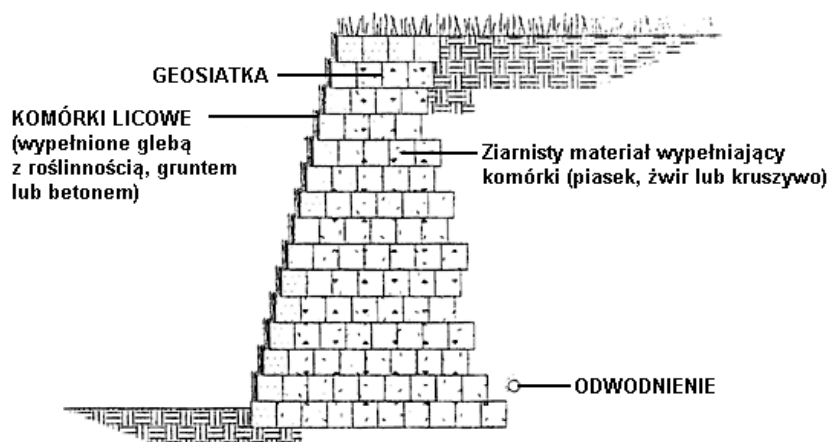 GEOSIATKA
KOMÓRKI LICOWE
(wypełnione glebą
z roślinnością, gruntem
lub betonem)
Ziarnisty materiał wypełniający
komórki (piasek, żwir lub kruszywo)
ODWODNIENIE